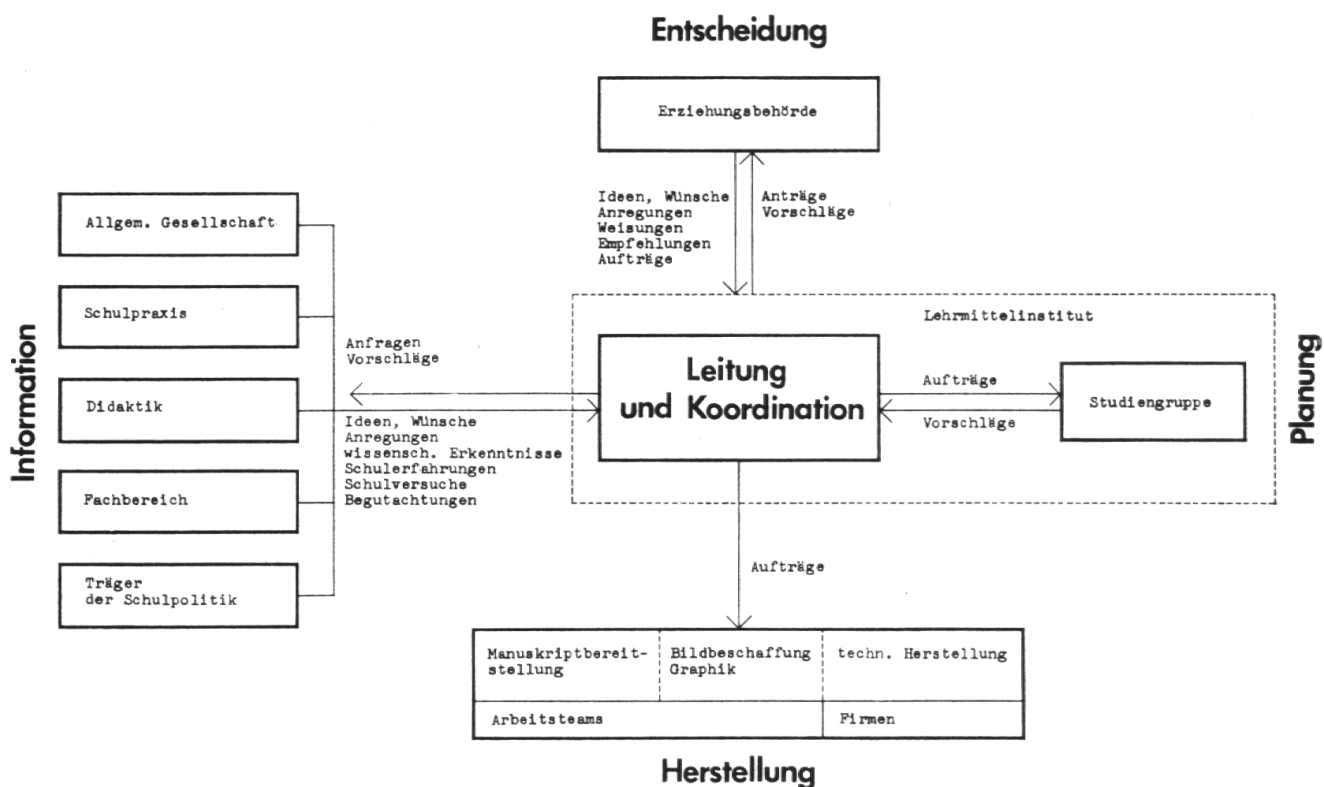 Entscheidung
Erziehungsbehörde
Ideen, Wünsche
Anregungen
Weisungen
Empfehlungen
Aufträge
Anträge
Vorschläge
Information
Allgem. Gesellschaft
Schulpraxis
Didaktik
Fachbereich
Träger
der Schulpolitik
Anfragen
Vorschläge
Ideen, Wünsche
Anregungen
wissensch. Erkenntnisse
Schulerfahrungen
Schulversuche
Begutachtungen
Lehrmittelinstitut
Leitung
und Koordination
Aufträge
Vorschläge
Studiengruppe
Planung
Aufträge
Manuskriptbereit-
stellung
Bildbeschaffung
Graphik
techn. Herstellung
Arbeitsteams
Firmen
Herstellung